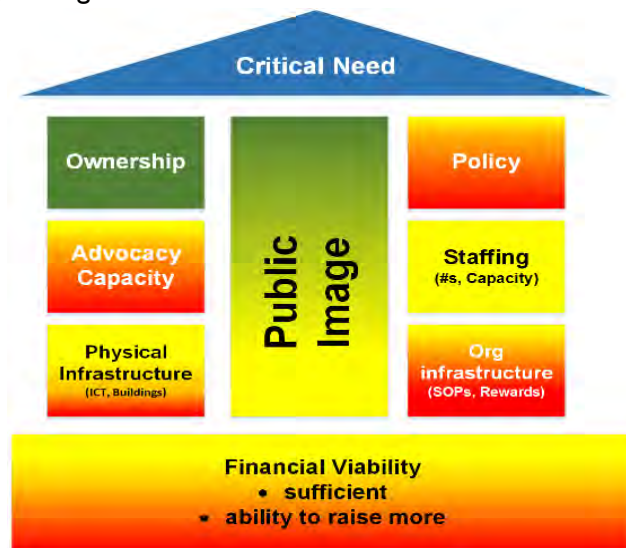 Critical Need
Ownership
Advocacy
Capacity
Physical
Infrastructure
(ICT, Buildings)
Public
Image
Policy
Staffing
(#s, Capacity)
Org
infrastructure
(SOPs, Rewards)
Financial Viability
• sufficient
• ability to raise more